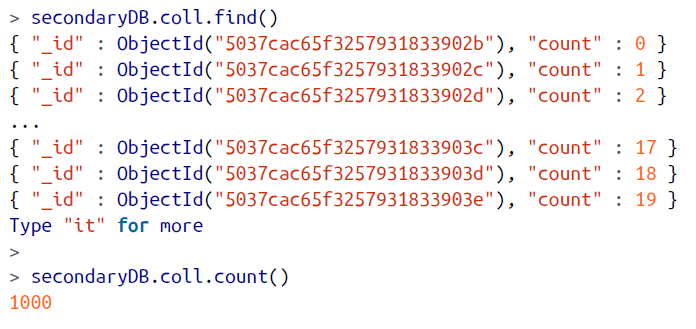 > secondaryDB.coll.find()
{ "_id" : ObjectId("5037cac65f3257931833902b"), "count" : 0 }
{ "_id" : ObjectId("5037cac65f3257931833902c"), "count" : 1 }
{ "_id" : ObjectId("5037cac65f3257931833902d"), "count" : 2 }
...
{ "_id" : ObjectId("5037cac65f3257931833903c"), "count" : 17 }
{ "_id" : ObjectId("5037cac65f3257931833903d"), "count" : 18 }
{ "_id" : ObjectId("5037cac65f3257931833903e"), "count" : 19 }
Type "it" for more
>
> secondaryDB.coll.count()
1000